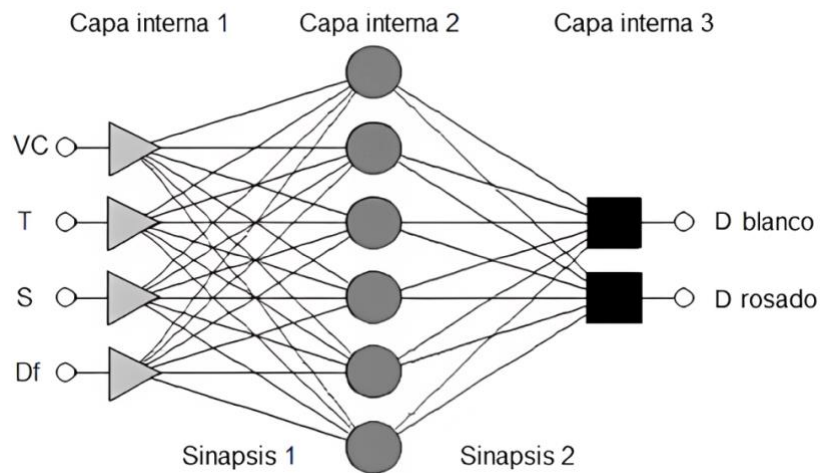 Capa interna 1
Capa interna 2
Capa interna 3
VC
T
S
Df
D blanco
D rosado
Sinapsis 1
Sinapsis 2